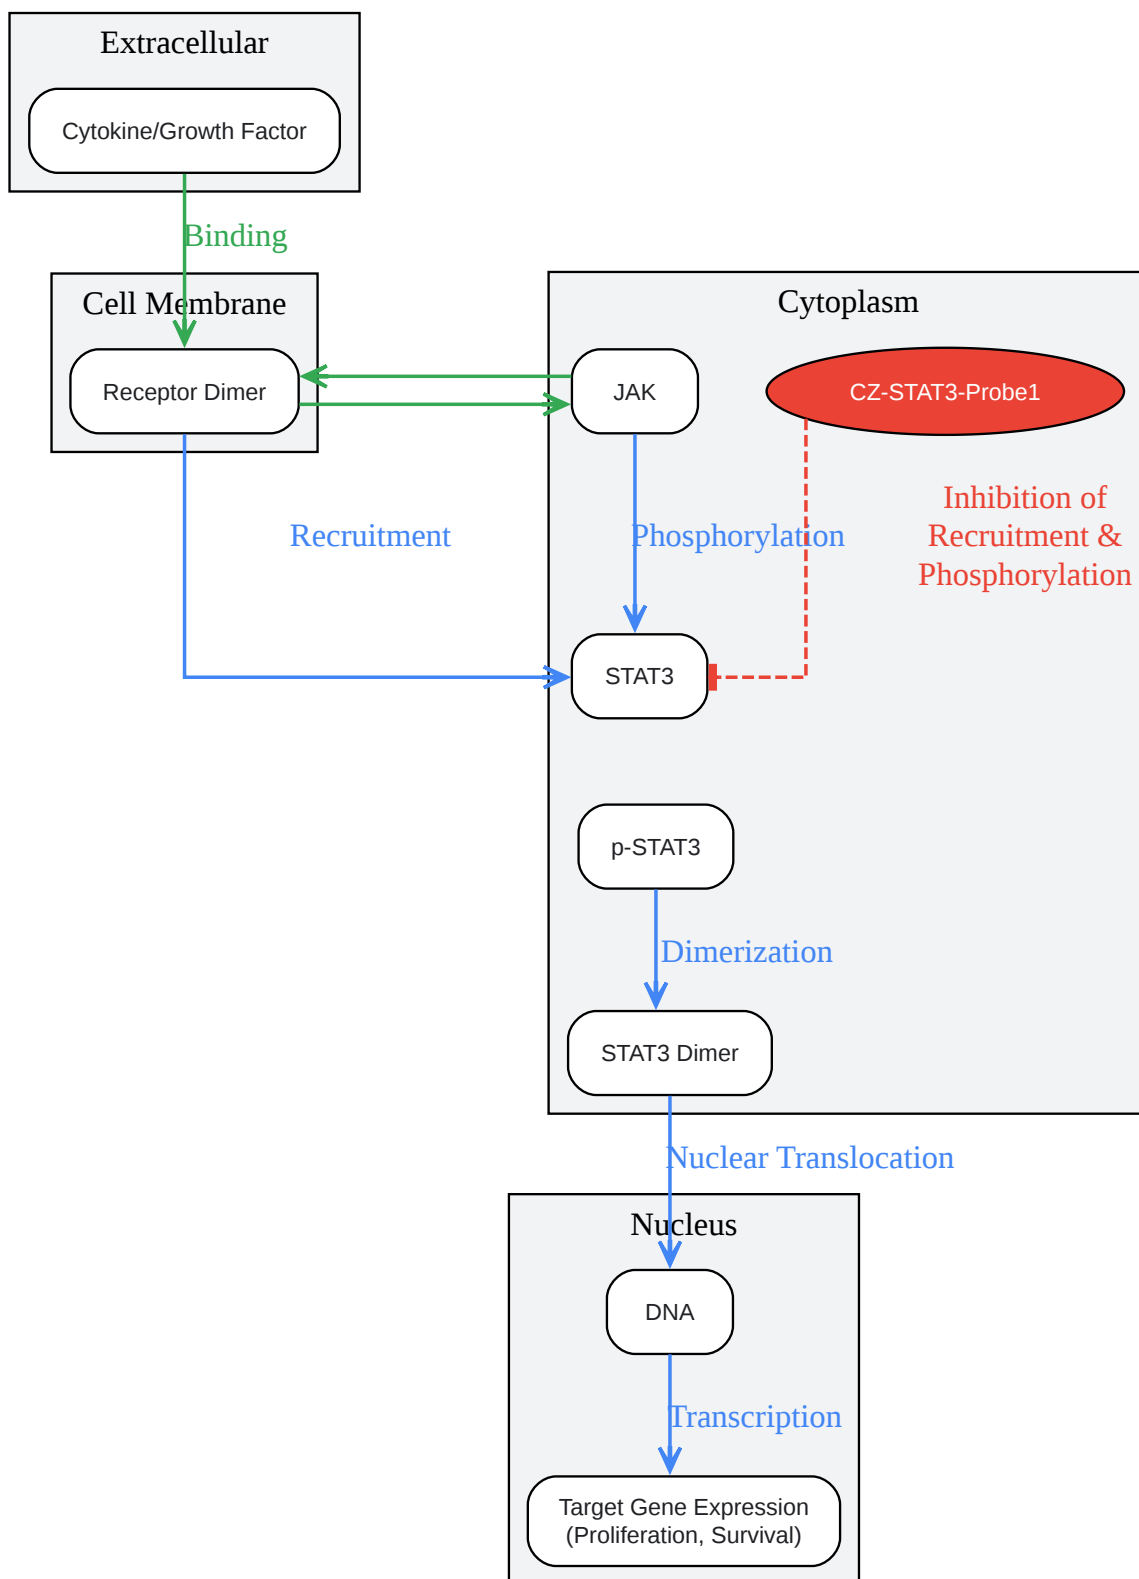 Extracellular
Cytokine/Growth Factor
Binding
Cell Membrane
Cytoplasm
Receptor Dimer
JAK
CZ-STAT3-Probe1
Recruitment
Phosphorylation
Inhibition of
Recruitment &
Phosphorylation
STAT3
p-STAT3
Dimerization
STAT3 Dimer
Nuclear Translocation
Nucleus
DNA
Transcription
Target Gene Expression
(Proliferation, Survival)